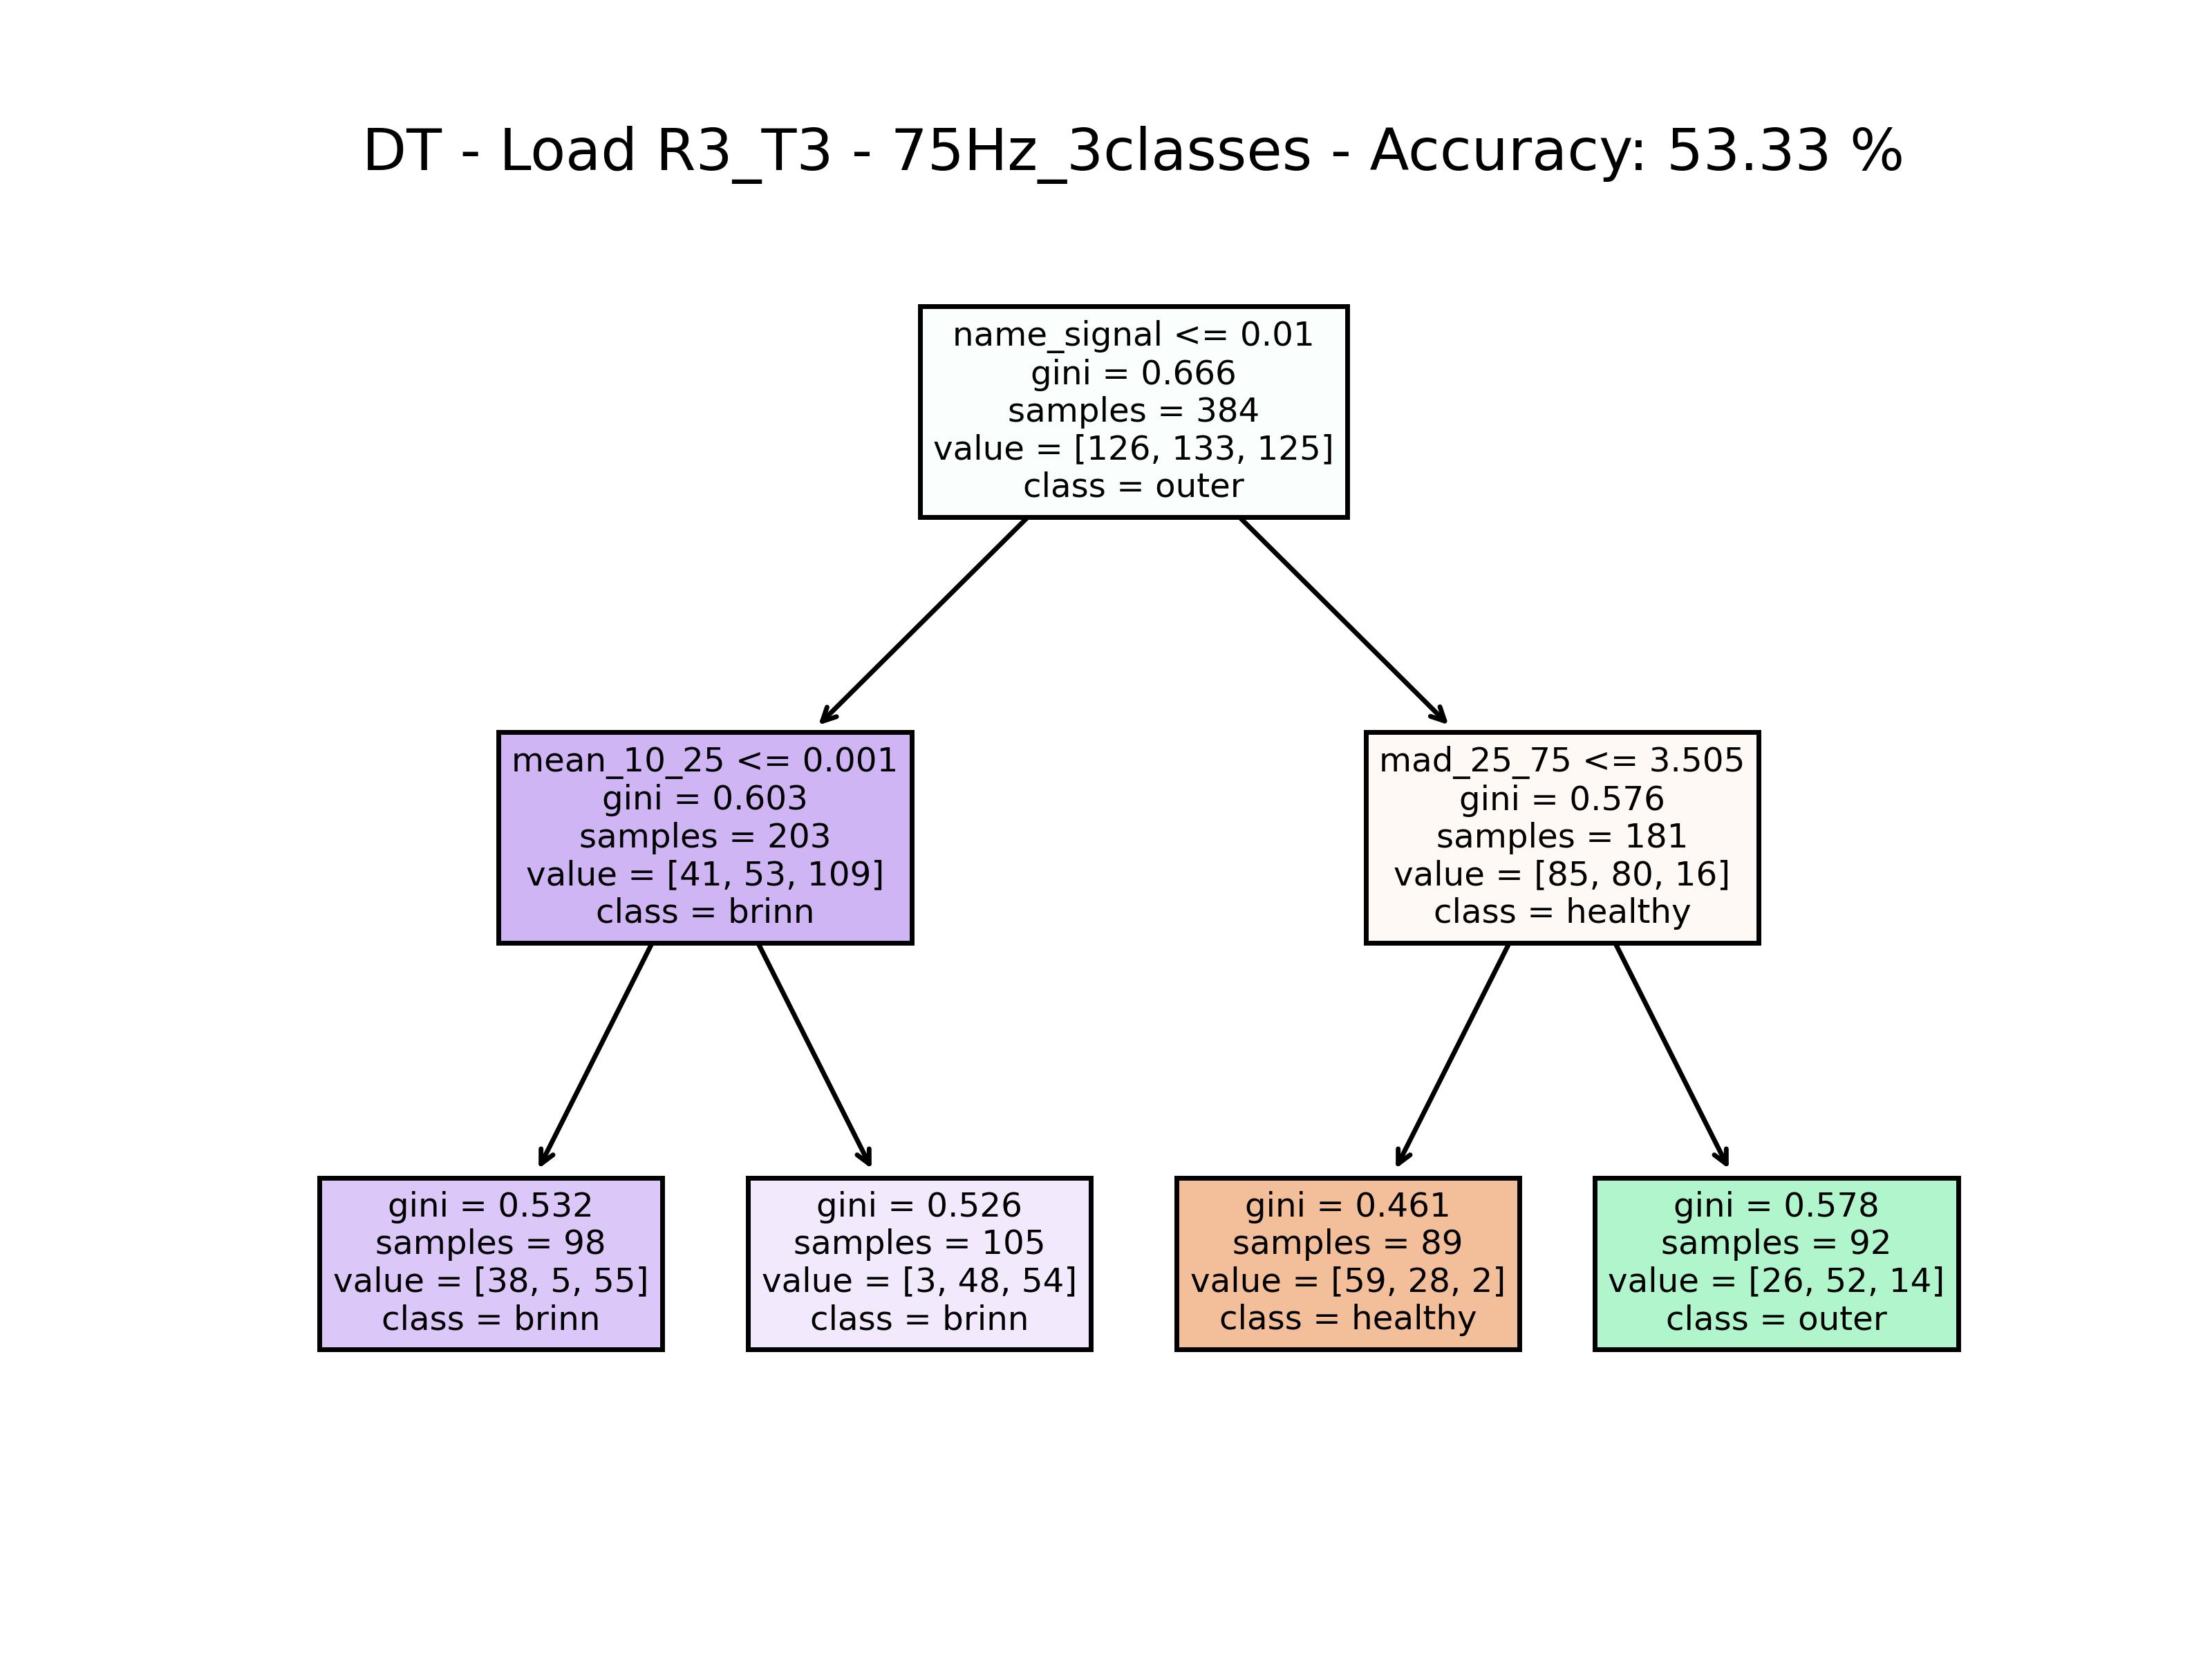 DT - Load R3_T3 - 75Hz_3classes - Accuracy: 53.33 %
name_signal <= 0.01
gini = 0.666
samples = 384
value = [126, 133, 125]
class = outer
mean_10_25 <= 0.001
gini = 0.603
samples = 203
value = [41, 53, 109]
class = brinn
mad_25_75 <= 3.505
gini = 0.576
samples = 181
value = [85, 80, 16]
class = healthy
gini = 0.532
samples = 98
value = [38, 5, 55]
class = brinn
gini = 0.526
samples = 105
value = [3, 48, 54]
class = brinn
gini = 0.461
samples = 89
value = [59, 28, 2]
class = healthy
gini = 0.578
samples = 92
value = [26, 52, 14]
class = outer